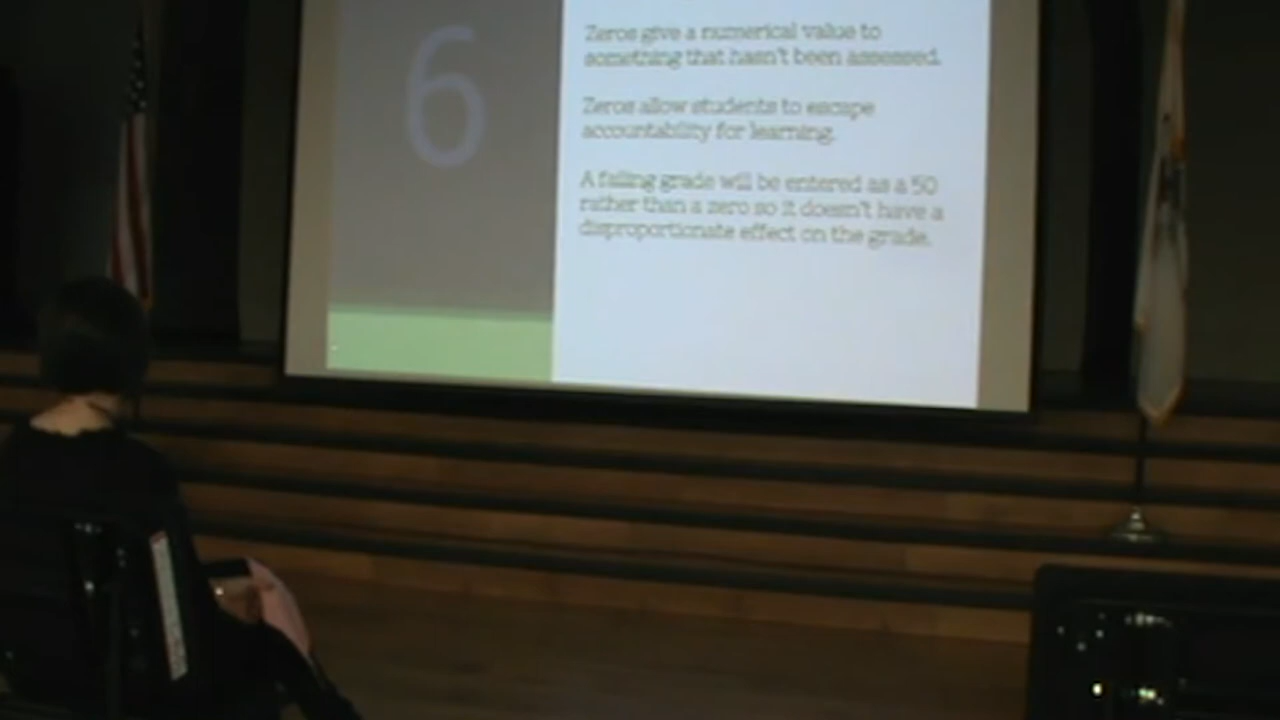 6
Zeros give a numerical value to
something that hasn't been assessed.
Zeros allow students to escape
accountability for learning.
A failing grade will be entered as a 50
rather than a zero so it doesn't have a
disproportionate effect on the grade.